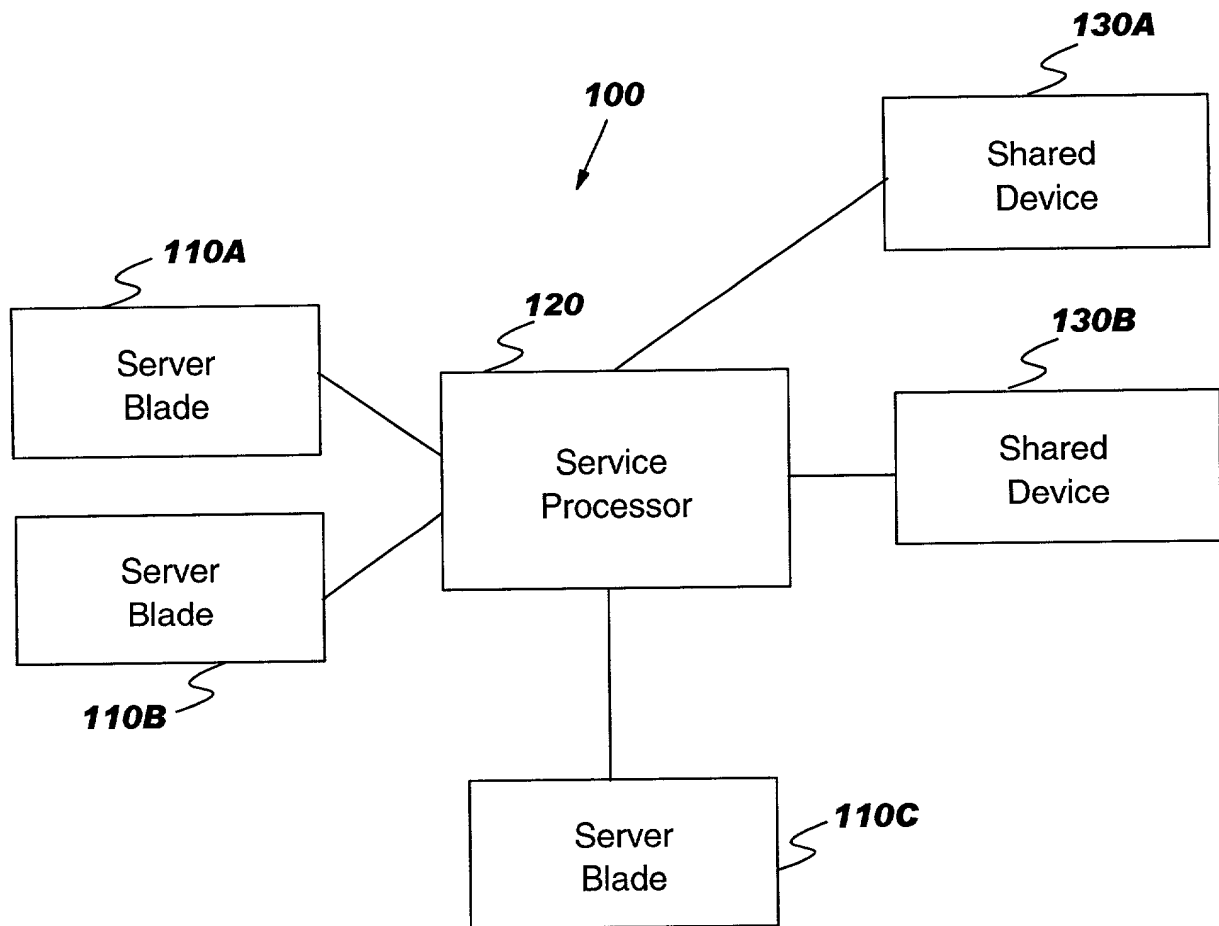 130A
100
Shared
Device
110A
Server
Blade
120
Service
Processor
130B
Shared
Device
Server
Blade
110B
Server
Blade
110C